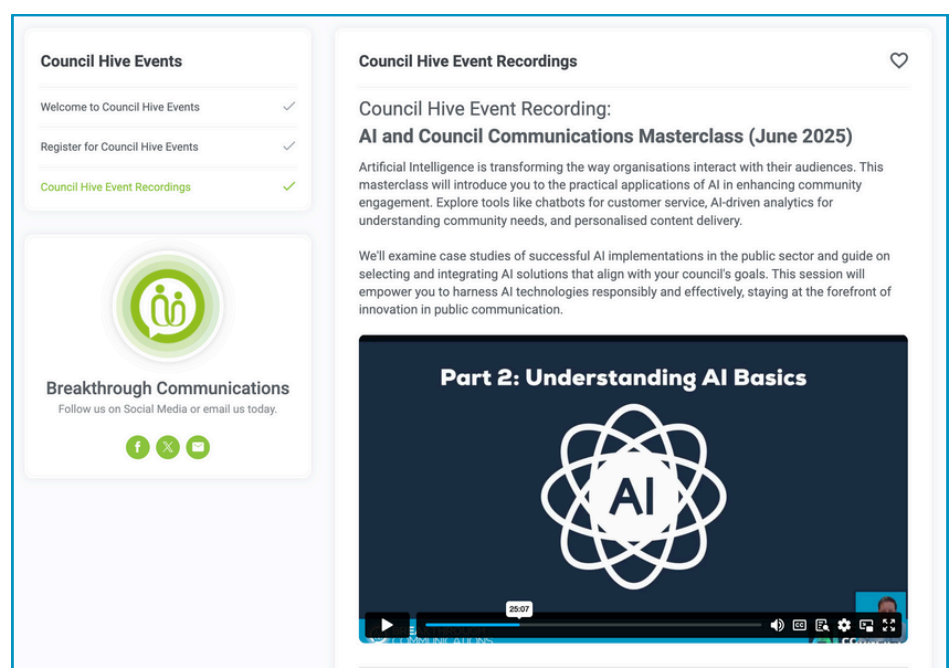 Council Hive Events
Welcome to Council Hive Events
Register for Council Hive Events
Council Hive Event Recordings
Breakthrough Communications
Follow us on Social Media or email us today.
Council Hive Event Recordings
Council Hive Event Recording:
AI and Council Communications Masterclass (June 2025)
Artificial Intelligence is transforming the way organisations interact with their audiences. This
masterclass will introduce you to the practical applications of AI in enhancing community
engagement. Explore tools like chatbots for customer service, AI-driven analytics for
understanding community needs, and personalised content delivery.
We'll examine case studies of successful AI implementations in the public sector and guide on
selecting and integrating AI solutions that align with your council's goals. This session will
empower you to harness AI technologies responsibly and effectively, staying at the forefront of
innovation in public communication.
Part 2: Understanding AI Basics
AI
25:07
CC
COMMUNICATIONS